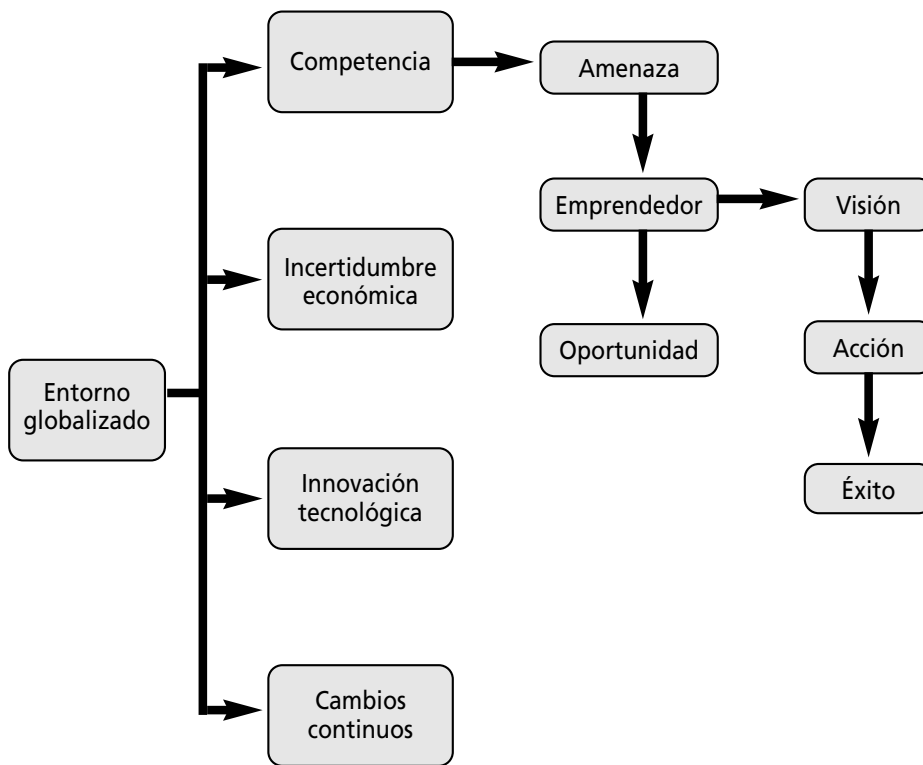 Competencia
Amenaza
Emprendedor
Visión
Incertidumbre
económica
Oportunidad
Acción
Entorno
globalizado
Innovación
tecnológica
Éxito
Cambios
continuos